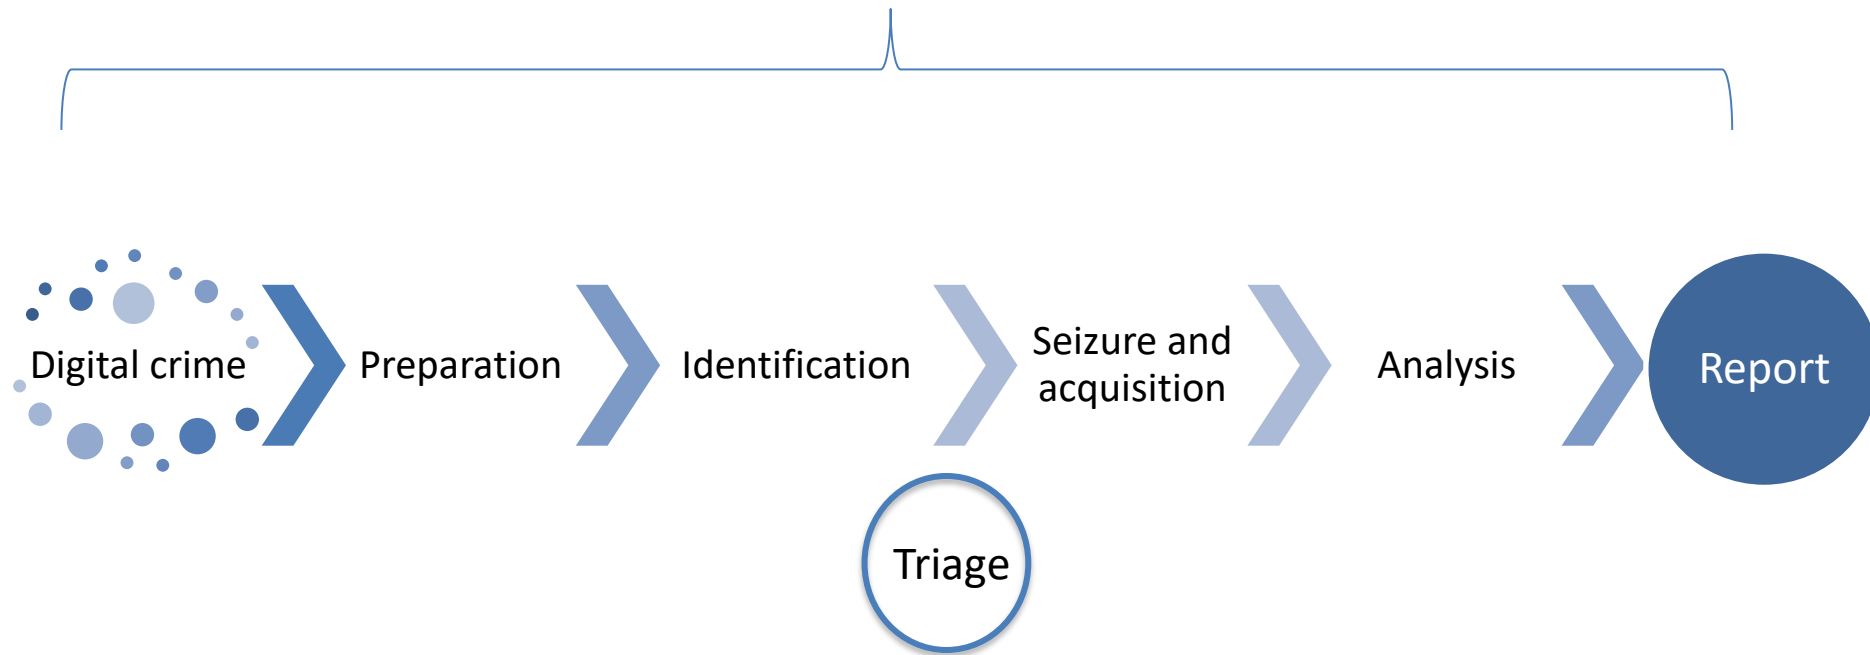 Digital crime
Preparation
Identification
Seizure and
acquisition
Analysis
Report
Triage